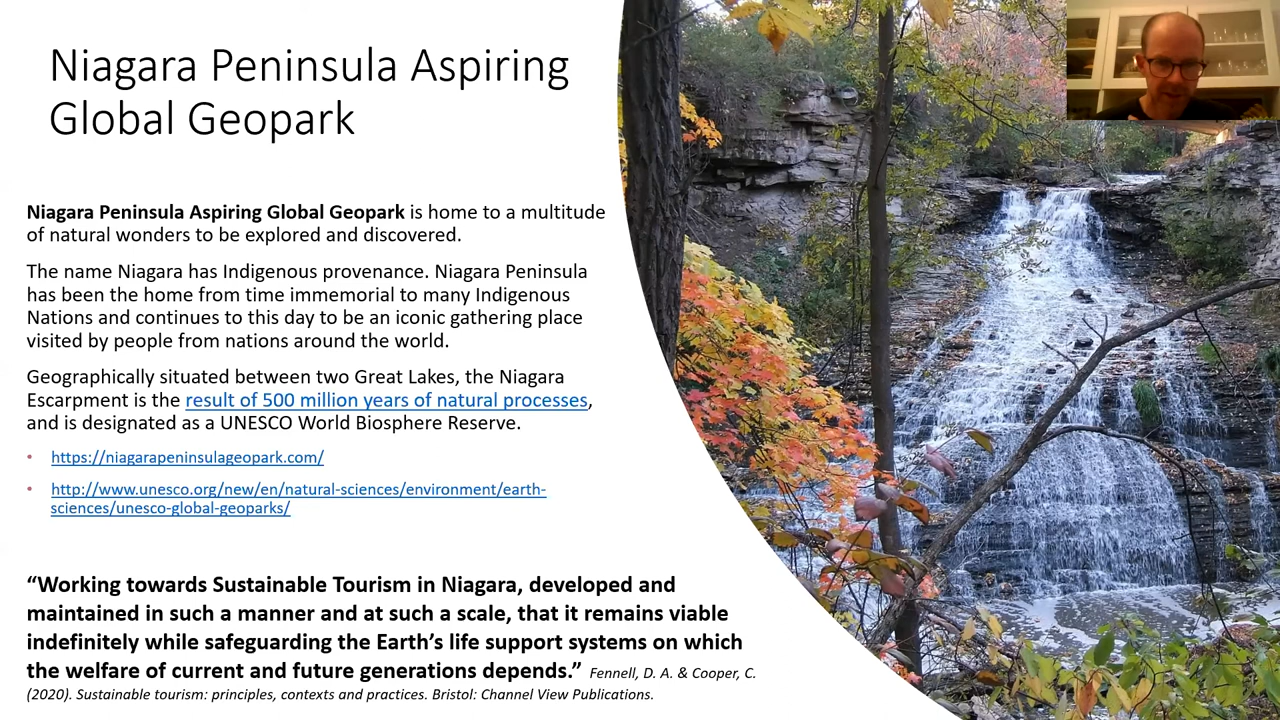 Niagara Peninsula Aspiring
Global Geopark
Niagara Peninsula Aspiring Global Geopark is home to a multitude
of natural wonders to be explored and discovered.
The name Niagara has Indigenous provenance. Niagara Peninsula
has been the home from time immemorial to many Indigenous
Nations and continues to this day to be an iconic gathering place
visited by people from nations around the world.
Geographically situated between two Great Lakes, the Niagara
Escarpment is the result of 500 million years of natural processes,
and is designated as a UNESCO World Biosphere Reserve.
• https://niagarapeninsulageopark.com/
• http://www.unesco.org/new/en/natural-sciences/environment/earth-
sciences/unesco-global-geoparks/
“Working towards Sustainable Tourism in Niagara, developed and
maintained in such a manner and at such a scale, that it remains viable
indefinitely while safeguarding the Earth’s life support systems on which
the welfare of current and future generations depends.” Fennell, D. A. & Cooper, C.
(2020). Sustainable tourism: principles, contexts and practices. Bristol: Channel View Publications.